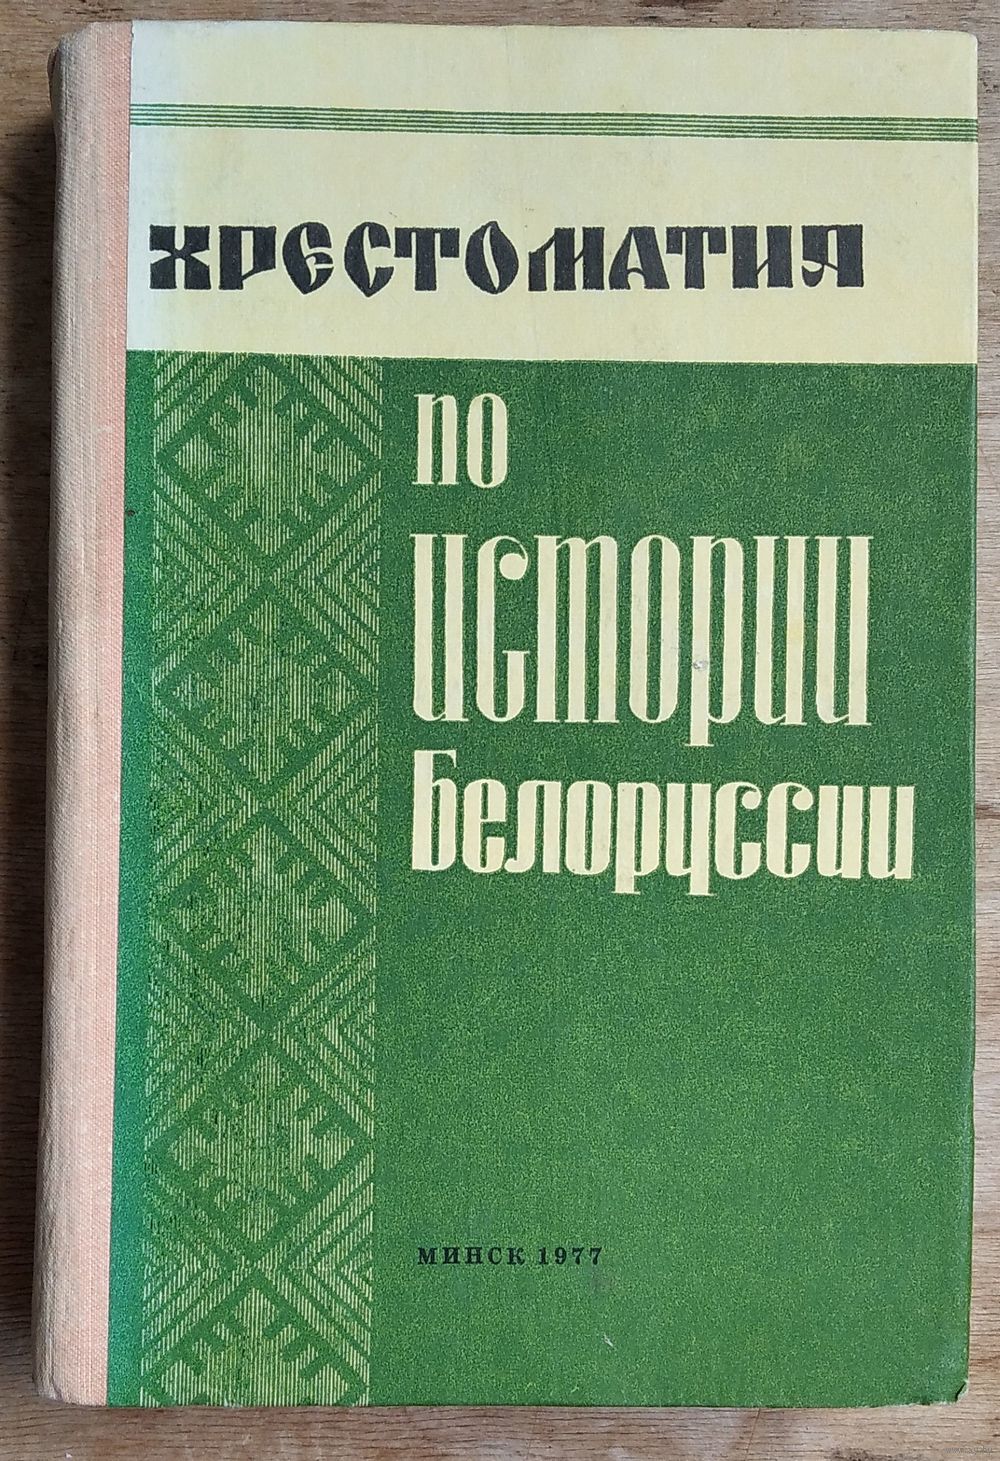 ХРЕСТОМАТИЯ
по
истории
Белоруссии
МИНСК 1977